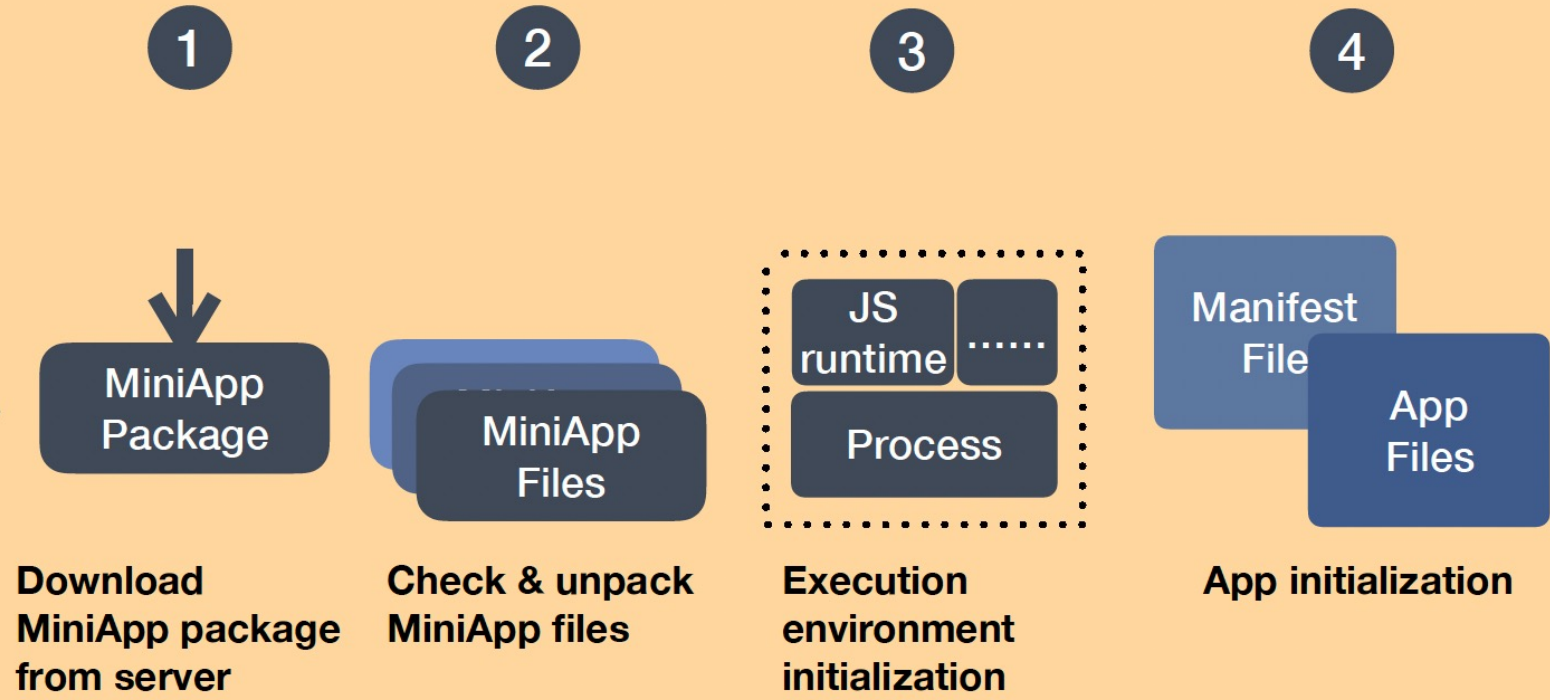 1
2
3
4
MiniApp
Package
MiniApp
Files
JS
runtime
......
Process
Manifest
File
App
Files
Download
MiniApp package
from server
Check & unpack
MiniApp files
Execution
environment
initialization
App initialization